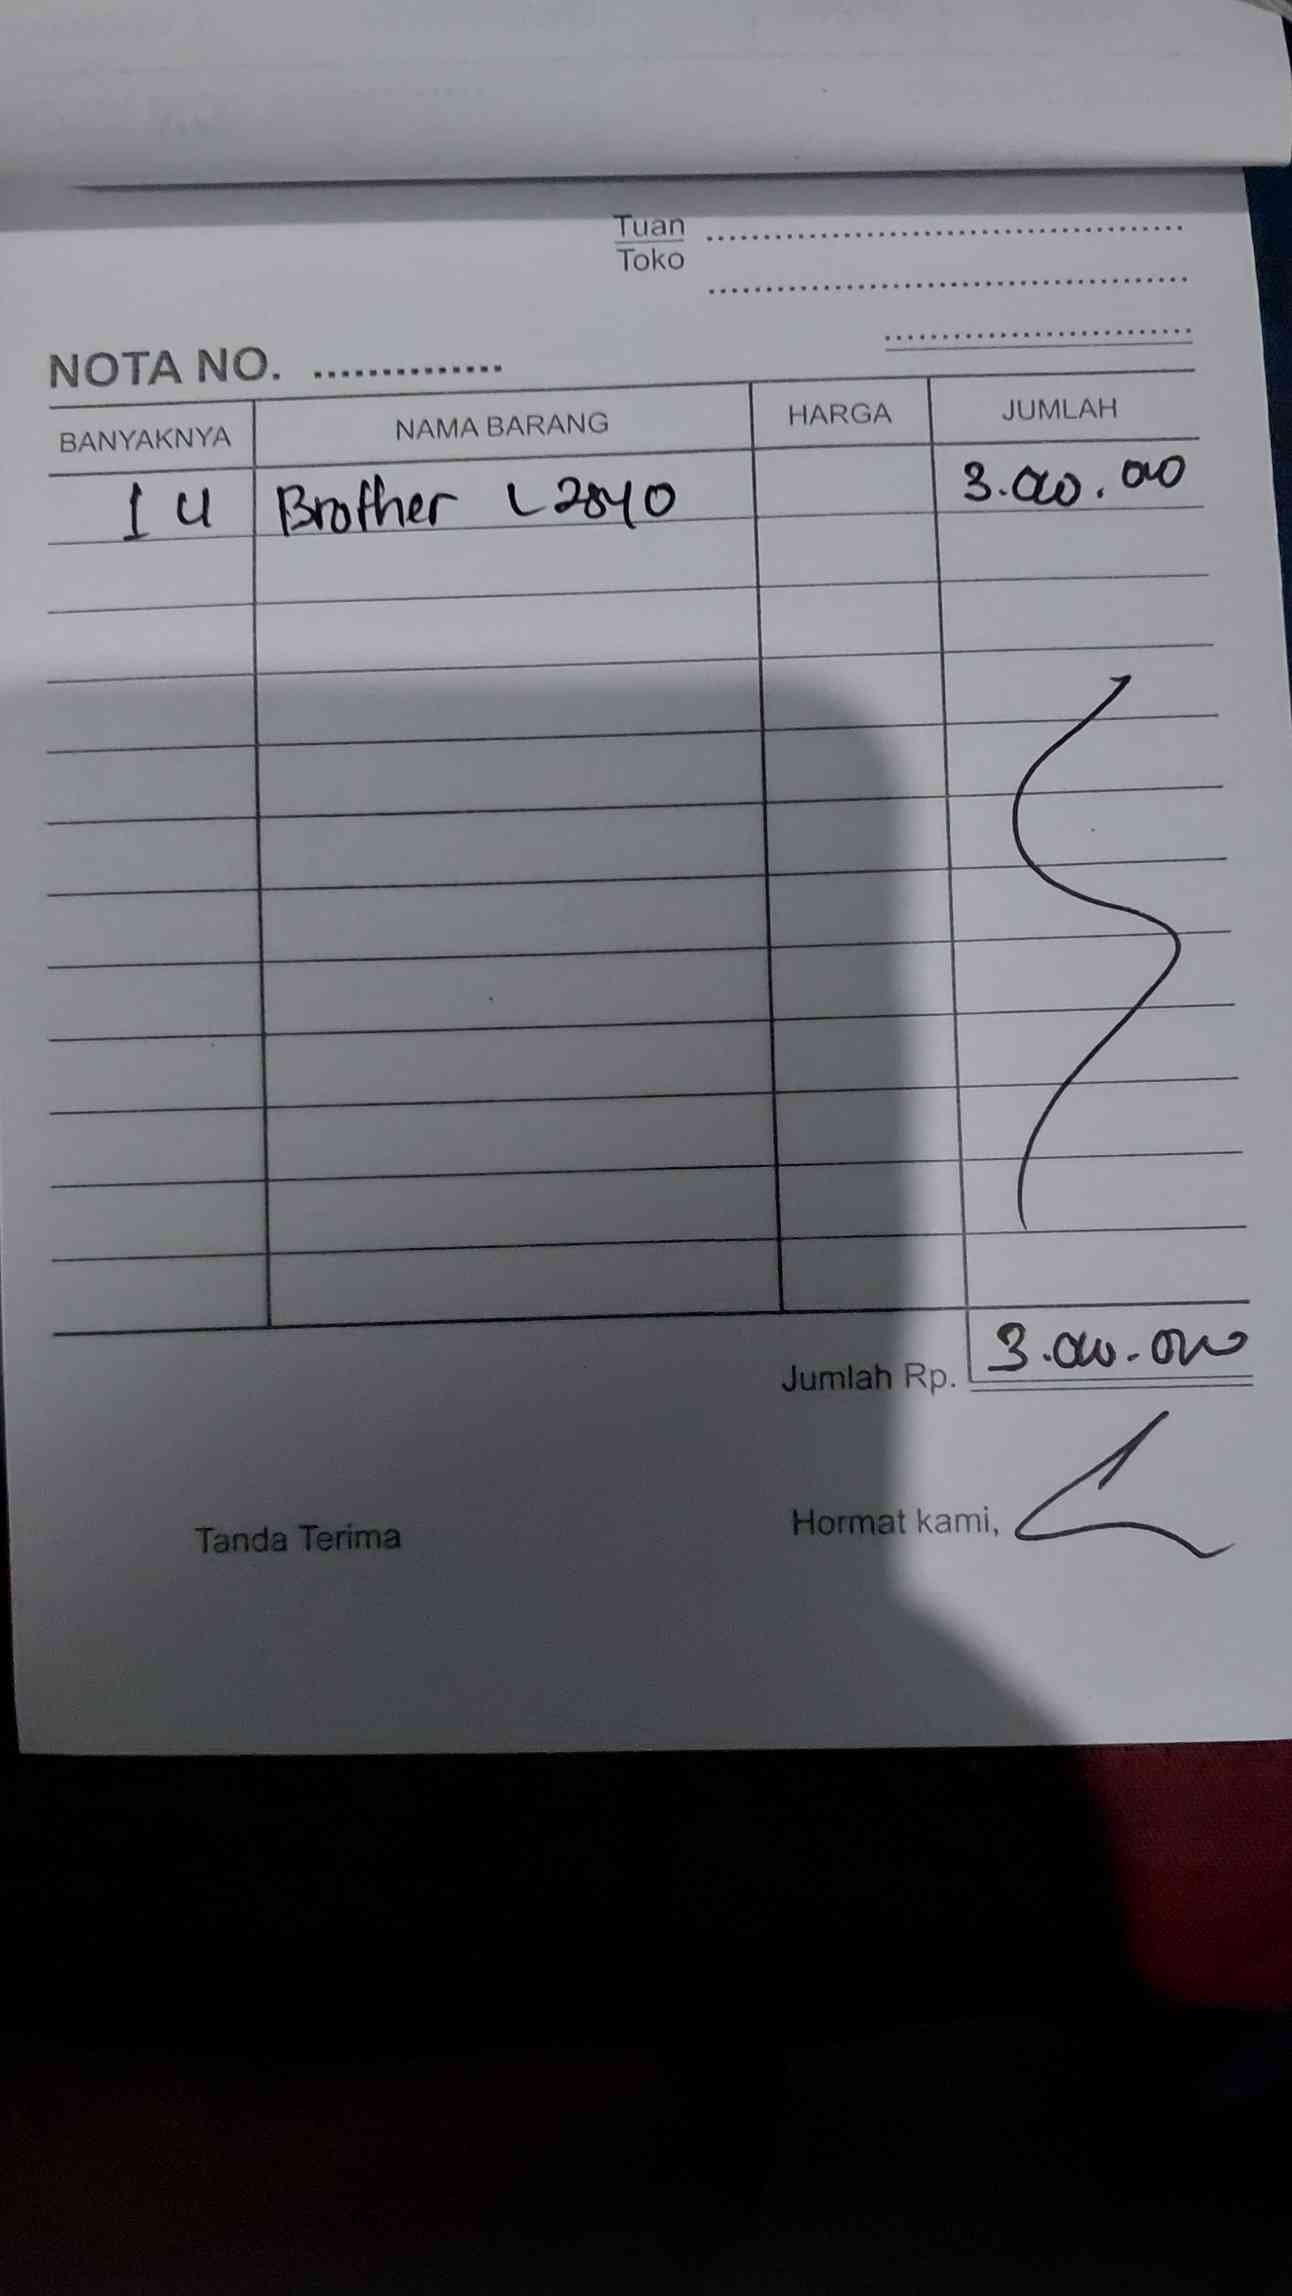 Tuan
Toko
NOTA NO.
BANYAKNYA NAMA BARANG HARGA JUMLAH
1 U Brother L2840 3.000.000
Jumlah Rp. 3.000.000
Tanda Terima Hormat kami,